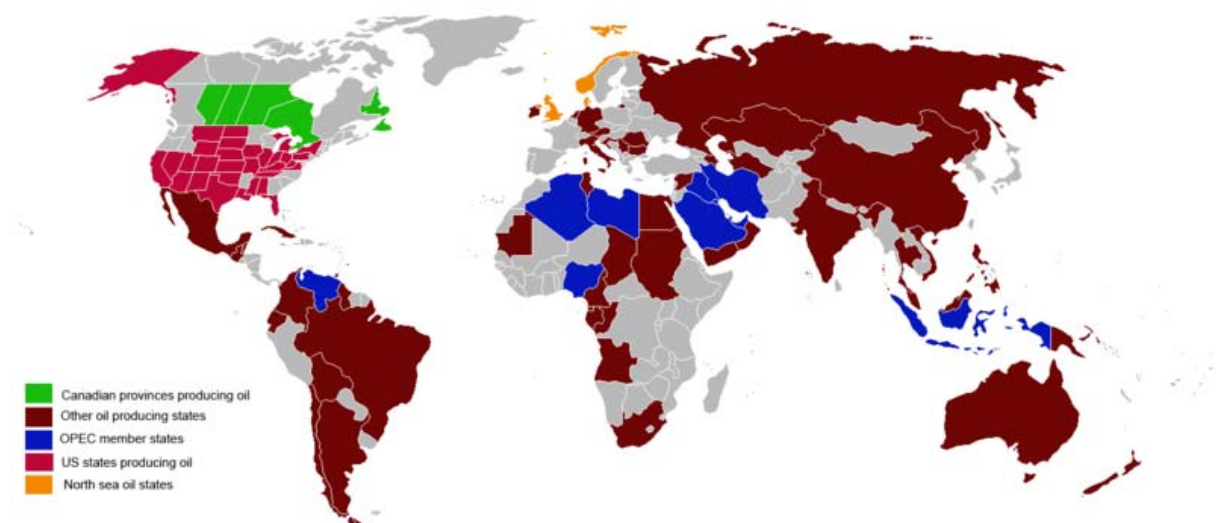 Canadian provinces producing oil
Other oil producing states
OPEC member states
US states producing oil
North sea oil states